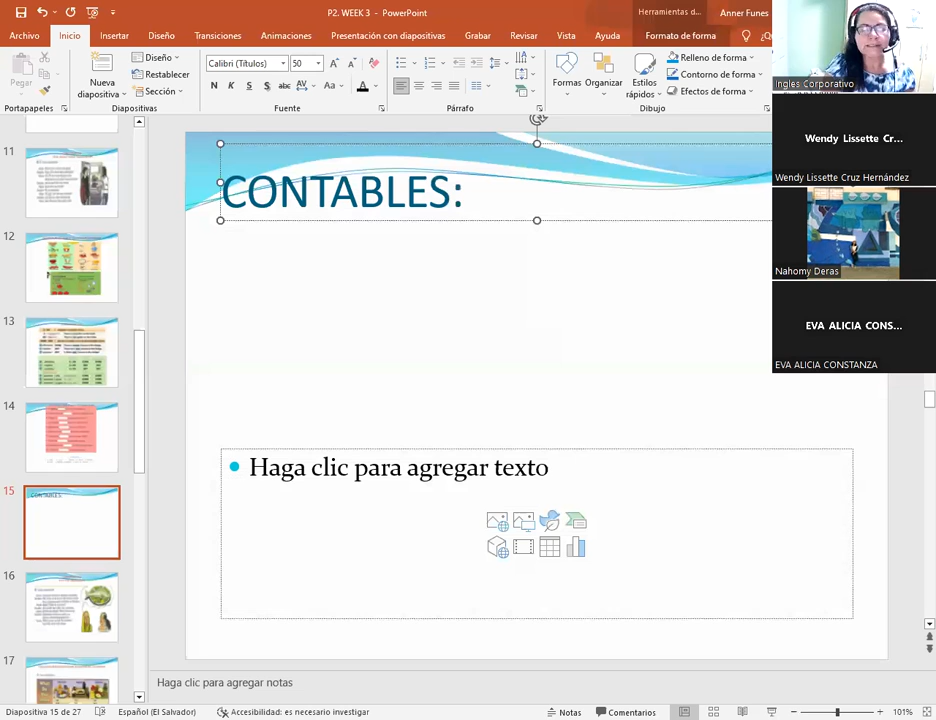 P2. WEEK 3 - PowerPoint
Herramientas d...
Anner Funes
Archivo
Inicio
Insertar
Diseño
Transiciones
Animaciones
Presentación con diapositivas
Grabar
Revisar
Vista
Ayuda
Formato de forma
Pegar
Portapapeles
Nueva
diapositiva
Diseño
Restablecer
Sección
Diapositivas
Calibri (Títulos)
50
N
K
S
abc
AV
Aa
A
Fuente
Párrafo
Formas
Organizar
Estilos
rápidos
Relleno de forma
Contorno de forma
Efectos de forma
Dibujo
Ingles Corporativo
Wendy Lissette Cr...
Wendy Lissette Cruz Hernández
Nahomy Deras
EVA ALICIA CONS...
EVA ALICIA CONSTANZA
11
12
13
14
15
CONTABLES:
16
17
CONTABLES:
Haga clic para agregar texto
Haga clic para agregar notas
Diapositiva 15 de 27
Español (El Salvador)
Accesibilidad: es necesario investigar
Notas
Comentarios
101%